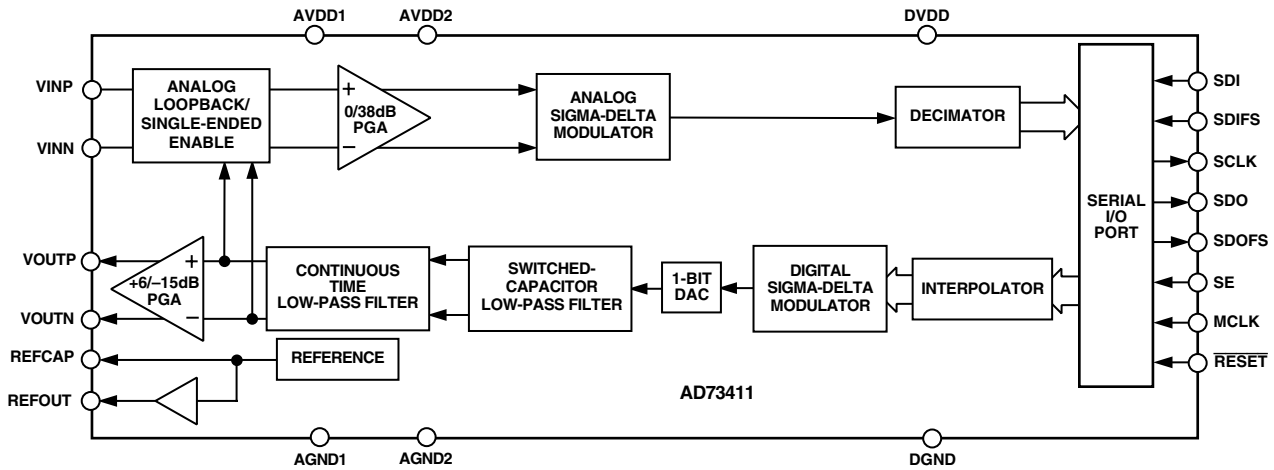 AVDD1
AVDD2
DVDD
VINP
VINN
ANALOG
LOOPBACK/
SINGLE-ENDED
ENABLE
+
0/38dB
PGA
−
ANALOG
SIGMA-DELTA
MODULATOR
DECIMATOR
SERIAL
I/O
PORT
SDI
SDIFS
SCLK
SDO
SDOFS
SE
MCLK
RESET
VOUTP
VOUTN
REFCAP
REFOUT
+
+6/–15dB
PGA
−
CONTINUOUS
TIME
LOW-PASS FILTER
SWITCHED-
CAPACITOR
LOW-PASS FILTER
1-BIT
DAC
DIGITAL
SIGMA-DELTA
MODULATOR
INTERPOLATOR
REFERENCE
AD73411
AGND1
AGND2
DGND